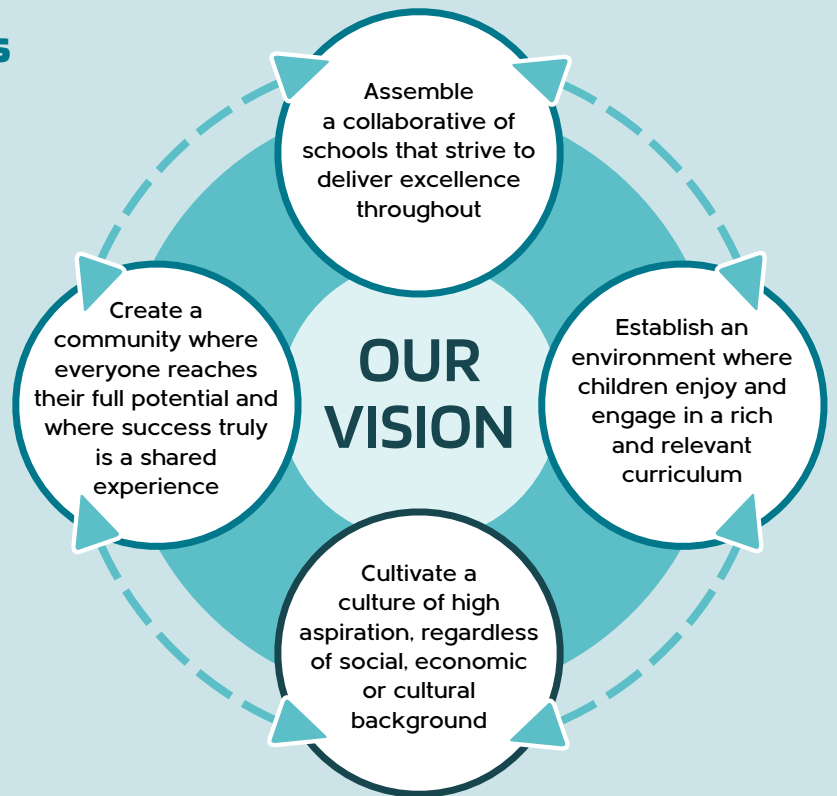 s
Assemble
a collaborative of
schools that strive to
deliver excellence
throughout
Create a
community where
everyone reaches
their full potential and
where success truly
is a shared
experience
OUR
VISION
Establish an
environment where
children enjoy and
engage in a rich
and relevant
curriculum
Cultivate a
culture of high
aspiration, regardless
of social, economic
or cultural
background